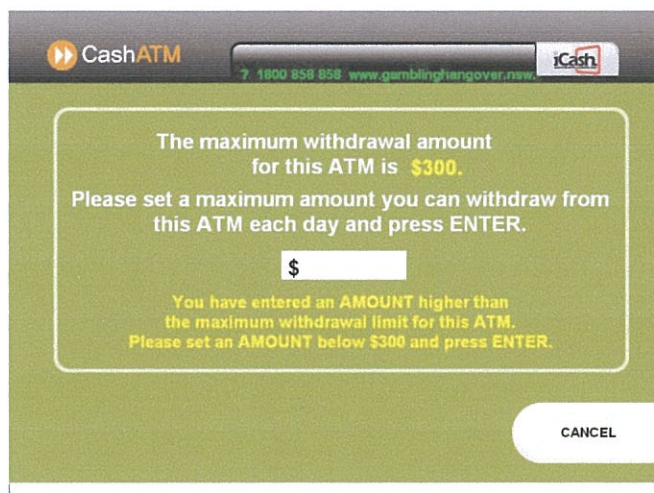 CashATM
? 1800 858 858 www.gamblinghangover.nsw.
iCash
The maximum withdrawal amount
for this ATM is $300.
Please set a maximum amount you can withdraw from
this ATM each day and press ENTER.
$
You have entered an AMOUNT higher than
the maximum withdrawal limit for this ATM.
Please set an AMOUNT below $300 and press ENTER.
CANCEL